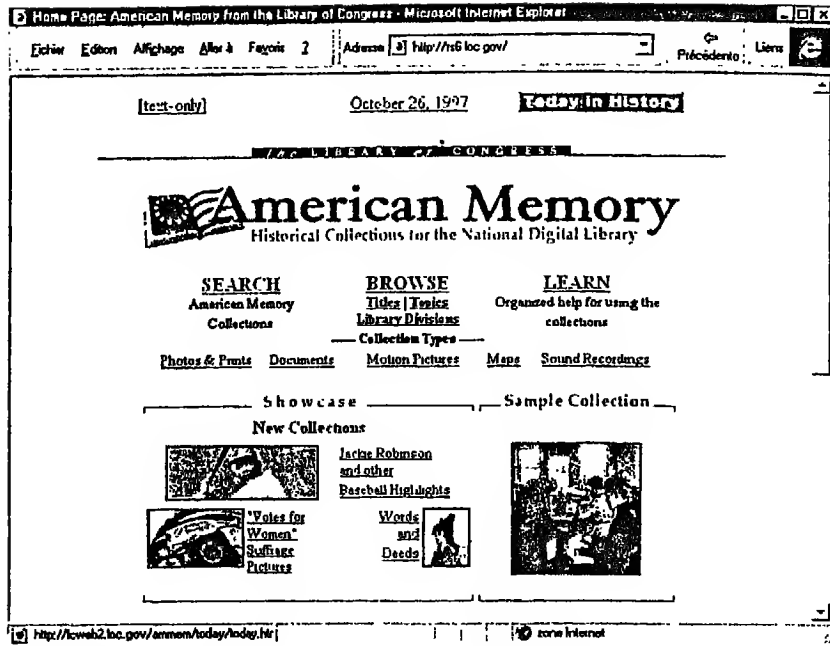 Home Page: American Memory from the Library of Congress - Microsoft Internet Explorer
Fichier Edition Affichage Aller à Favoris ? Adresse http://rs6.loc.gov/ Précédente Liens
[text-only] October 26, 1997 Today in History
the LIBRARY of CONGRESS
American Memory
Historical Collections for the National Digital Library
SEARCH BROWSE LEARN
American Memory Titles | Topics Organized help for using the
Collections Library Divisions collections
Collection Types
Photos & Prints Documents Motion Pictures Maps Sound Recordings
Showcase Sample Collection
New Collections
Jackie Robinson
and other
Baseball Highlights
"Votes for
Women"
Suffrage
Pictures
Words
and
Deeds
http://lcweb2.loc.gov/ammem/today/today.htm zone Internet